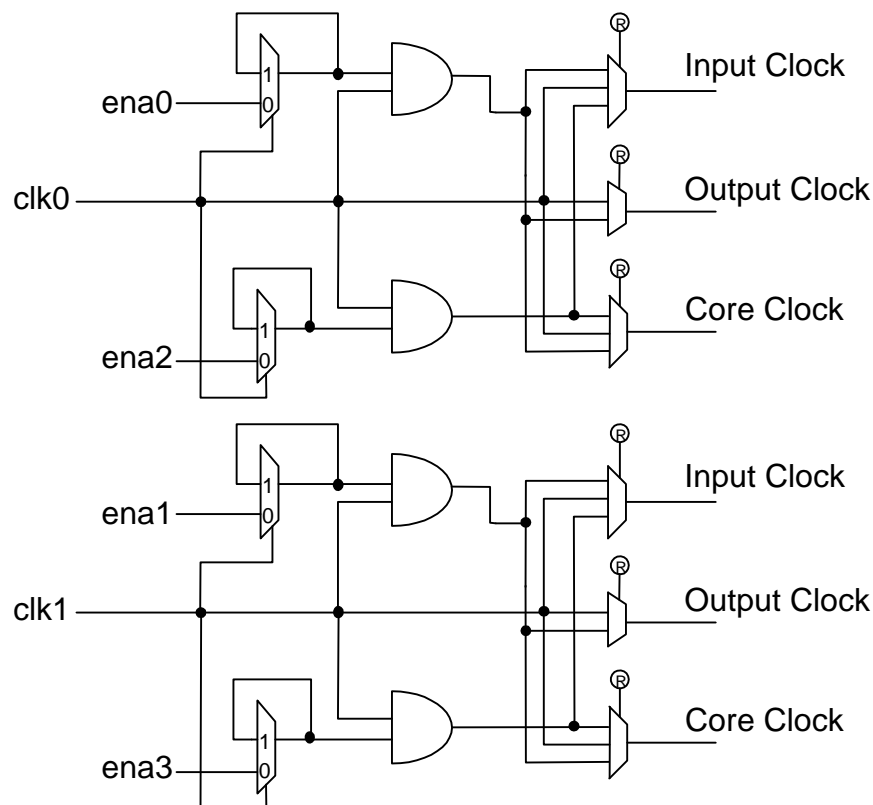 R
Input Clock
1
ena0
0
R
clk0
Output Clock
R
Core Clock
1
ena2
0
R
Input Clock
1
ena1
0
R
clk1
Output Clock
R
Core Clock
1
ena3
0